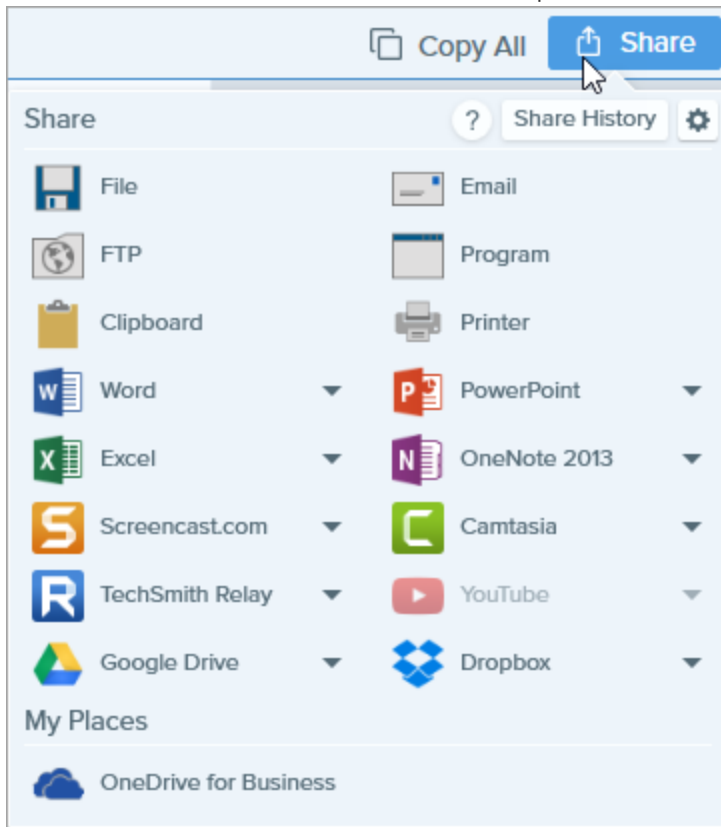 Copy All Share
Share ? Share History
File Email
FTP Program
Clipboard Printer
Word PowerPoint
Excel OneNote 2013
Screencast.com Camtasia
TechSmith Relay YouTube
Google Drive Dropbox
My Places
OneDrive for Business